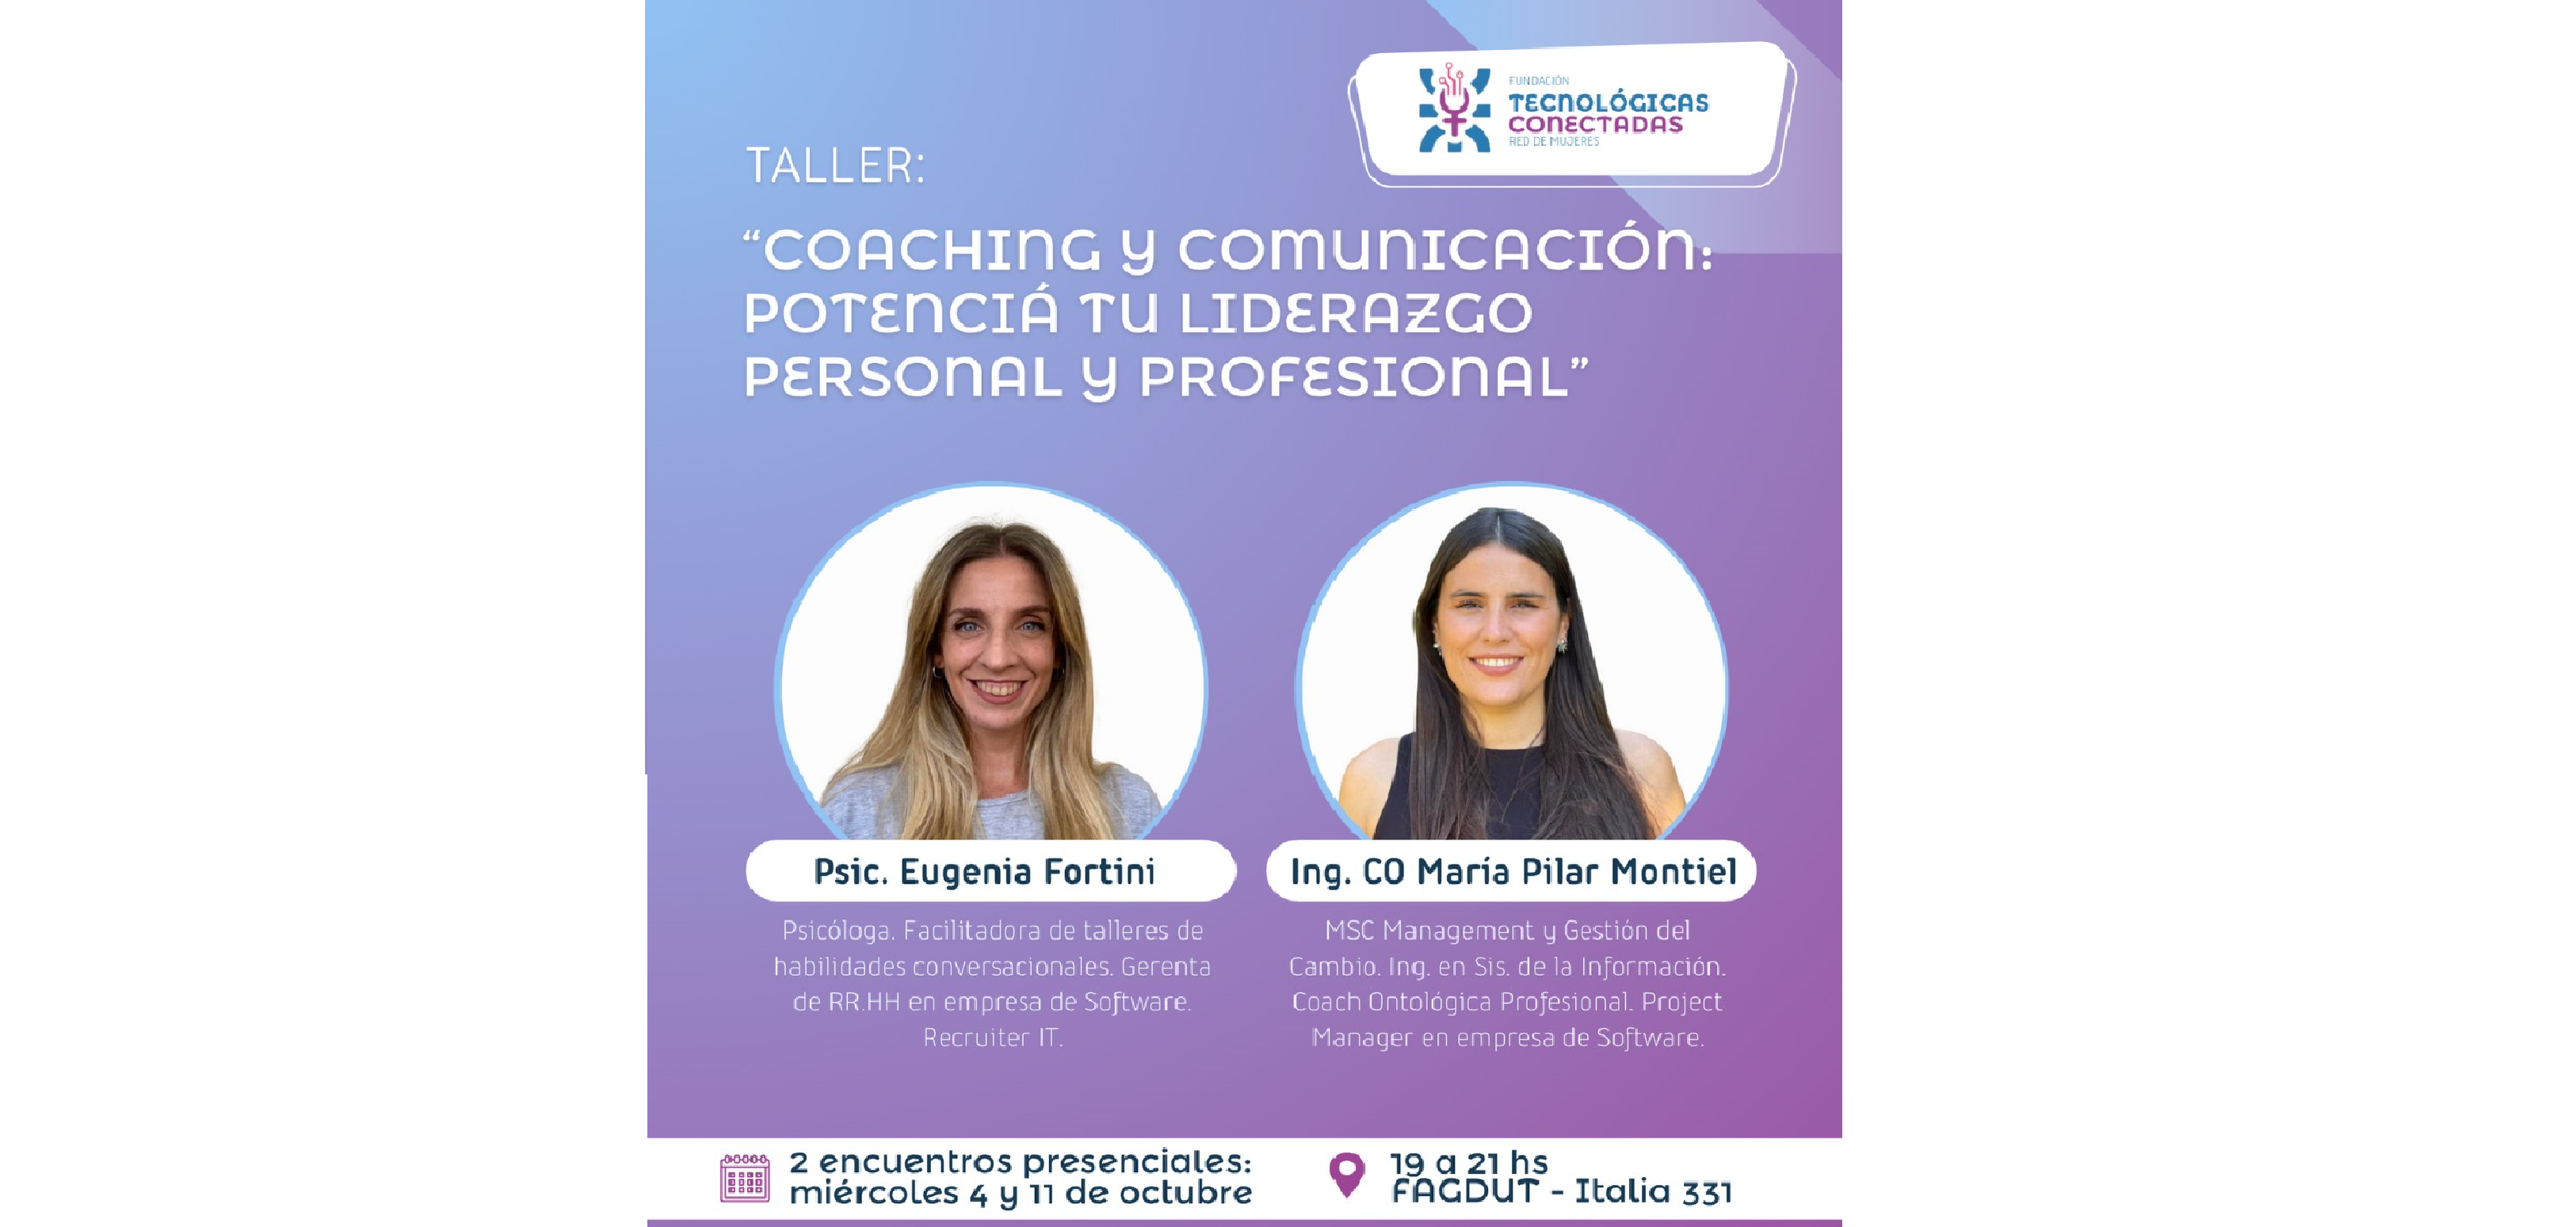 FUNDACIÓN
TECNOLÓGICAS
CONECTADAS
RED DE MUJERES
TALLER:
“COACHING Y COMUNICACIÓN:
POTENCIÁ TU LIDERAZGO
PERSONAL Y PROFESIONAL”
Psic. Eugenia Fortini
Psicóloga. Facilitadora de talleres de
habilidades conversacionales. Gerenta
de RR.HH en empresa de Software.
Recruiter IT.
Ing. CO María Pilar Montiel
MSC Management y Gestión del
Cambio. Ing. en Sis. de la Información.
Coach Ontológica Profesional. Project
Manager en empresa de Software.
2 encuentros presenciales:
miércoles 4 y 11 de octubre
19 a 21 hs
FAGDUT - Italia 331